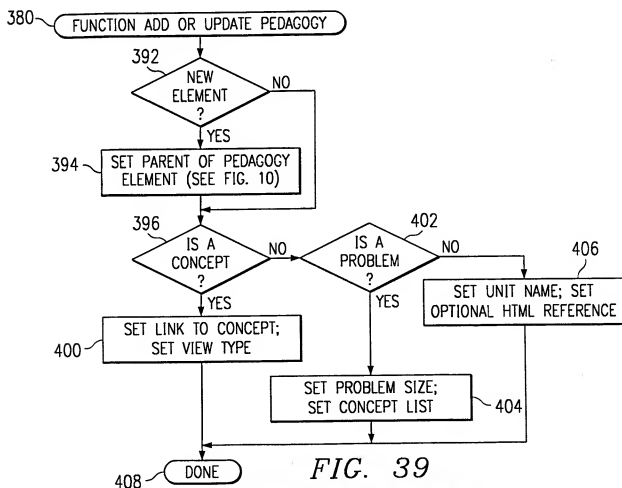 380
FUNCTION ADD OR UPDATE PEDAGOGY
392
NEW
ELEMENT
?
NO
YES
394
SET PARENT OF PEDAGOGY
ELEMENT (SEE FIG. 10)
396
IS A
CONCEPT
?
NO
YES
402
IS A
PROBLEM
?
NO
YES
406
SET UNIT NAME; SET
OPTIONAL HTML REFERENCE
400
SET LINK TO CONCEPT;
SET VIEW TYPE
SET PROBLEM SIZE;
SET CONCEPT LIST
404
408
DONE
FIG. 39